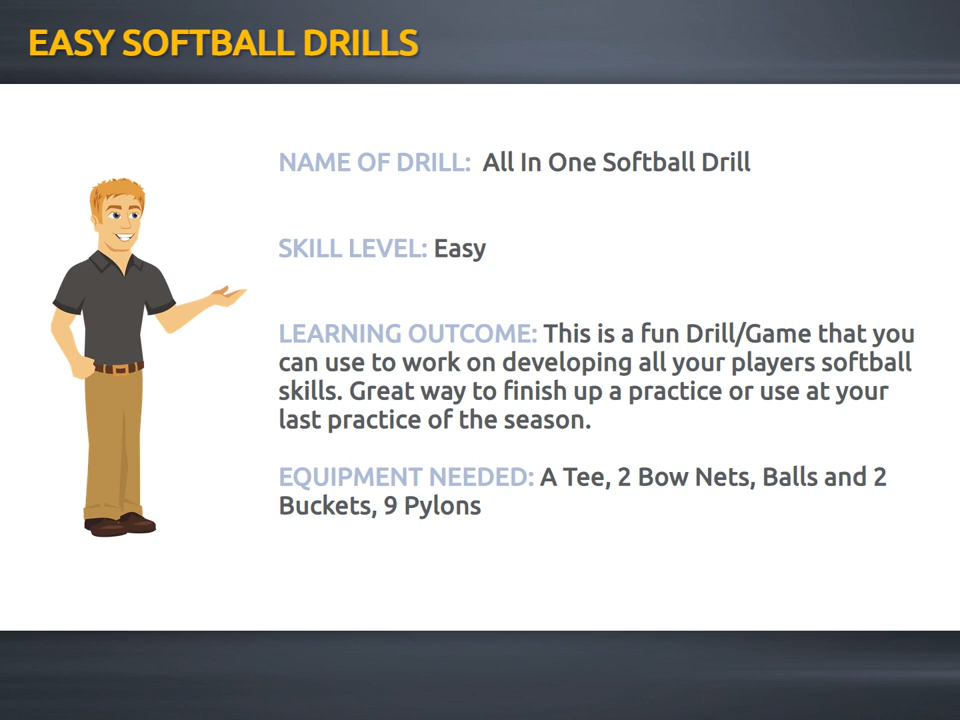 EASY SOFTBALL DRILLS
NAME OF DRILL: All In One Softball Drill
SKILL LEVEL: Easy
LEARNING OUTCOME: This is a fun Drill/Game that you
can use to work on developing all your players softball
skills. Great way to finish up a practice or use at your
last practice of the season.
EQUIPMENT NEEDED: A Tee, 2 Bow Nets, Balls and 2
Buckets, 9 Pylons